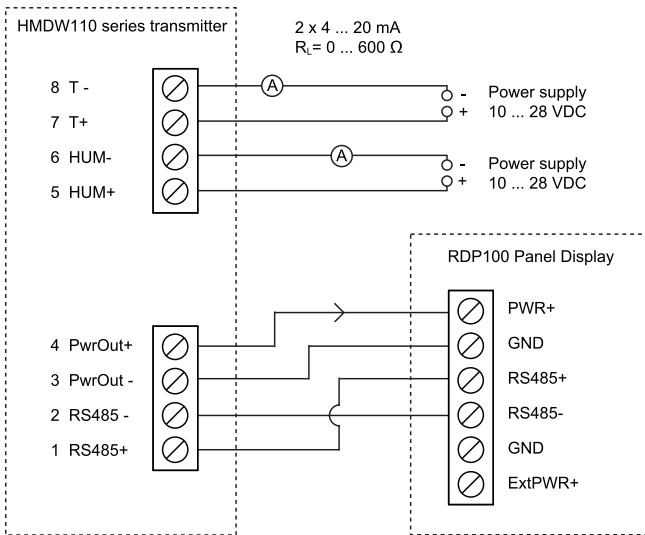 HMDW110 series transmitter
2 x 4 ... 20 mA
RL= 0 ... 600 Ω
8 T -
7 T+
6 HUM-
5 HUM+
A
- Power supply
+ 10 ... 28 VDC
A
- Power supply
+ 10 ... 28 VDC
RDP100 Panel Display
4 PwrOut+
3 PwrOut -
2 RS485 -
1 RS485+
PWR+
GND
RS485+
RS485-
GND
ExtPWR+